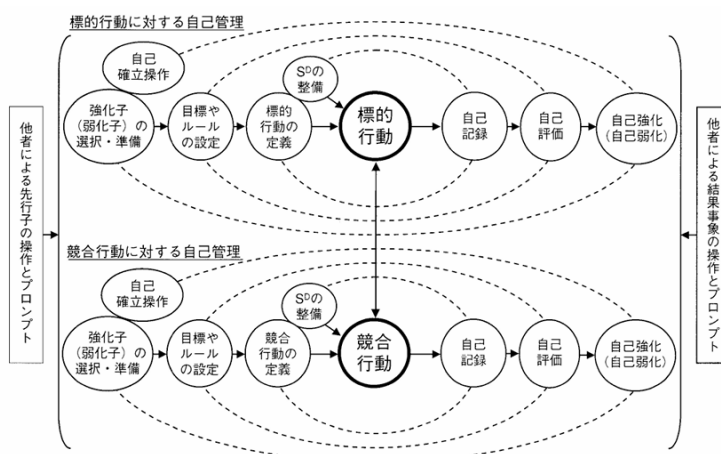 標的行動に対する自己管理
自己
確立操作
強化子
(弱化子)の
選択・準備
目標や
ルール
の設定
標的
行動の
定義
Sᴰの
整備
標的
行動
自己
記録
自己
評価
自己強化
(自己弱化)
他者による先行子の操作とプロンプト
他者による結果事象の操作とプロンプト
競合行動に対する自己管理
自己
確立操作
強化子
(弱化子)の
選択・準備
目標や
ルール
の設定
競合
行動の
定義
Sᴰの
整備
競合
行動
自己
記録
自己
評価
自己強化
(自己弱化)